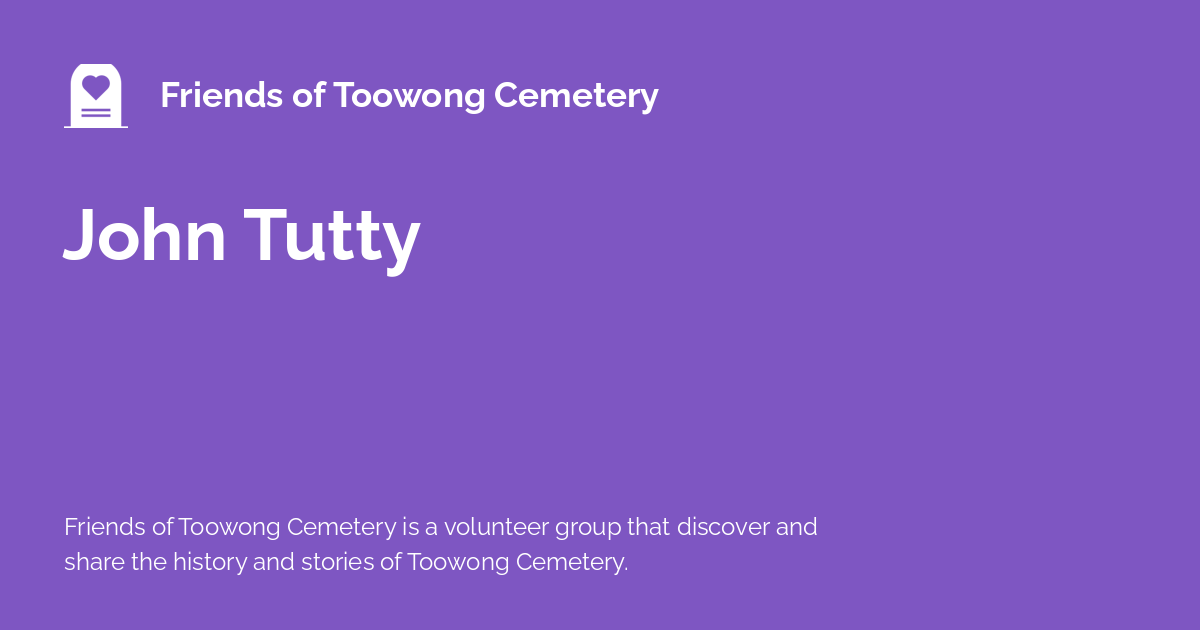 Friends of Toowong Cemetery
John Tutty
Friends of Toowong Cemetery is a volunteer group that discover and
share the history and stories of Toowong Cemetery.